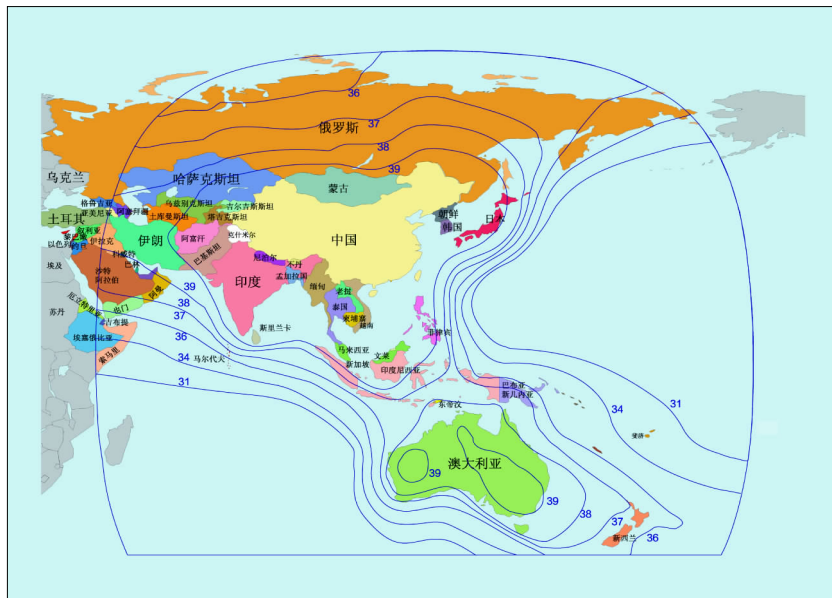 36
俄罗斯
37
38
39
乌克兰
哈萨克斯坦
蒙古
格鲁吉亚
亚美尼亚
阿塞拜疆
乌兹别克斯坦
吉尔吉斯斯坦
土耳其
土库曼斯坦
塔吉克斯坦
朝鲜
韩国
日本
叙利亚
黎巴嫩
以色列
约旦
伊拉克
伊朗
阿富汗
克什米尔
中国
科威特
巴林
巴基斯坦
尼泊尔
不丹
孟加拉国
埃及
沙特
阿拉伯
阿曼
印度
缅甸
老挝
泰国
柬埔寨
越南
39
38
37
36
34
31
厄立特里亚
也门
苏丹
吉布提
埃塞俄比亚
索马里
斯里兰卡
马尔代夫
菲律宾
马来西亚
文莱
新加坡
印度尼西亚
巴布亚
新几内亚
东帝汶
34
31
斐济
澳大利亚
39
39
38
37
36
新西兰